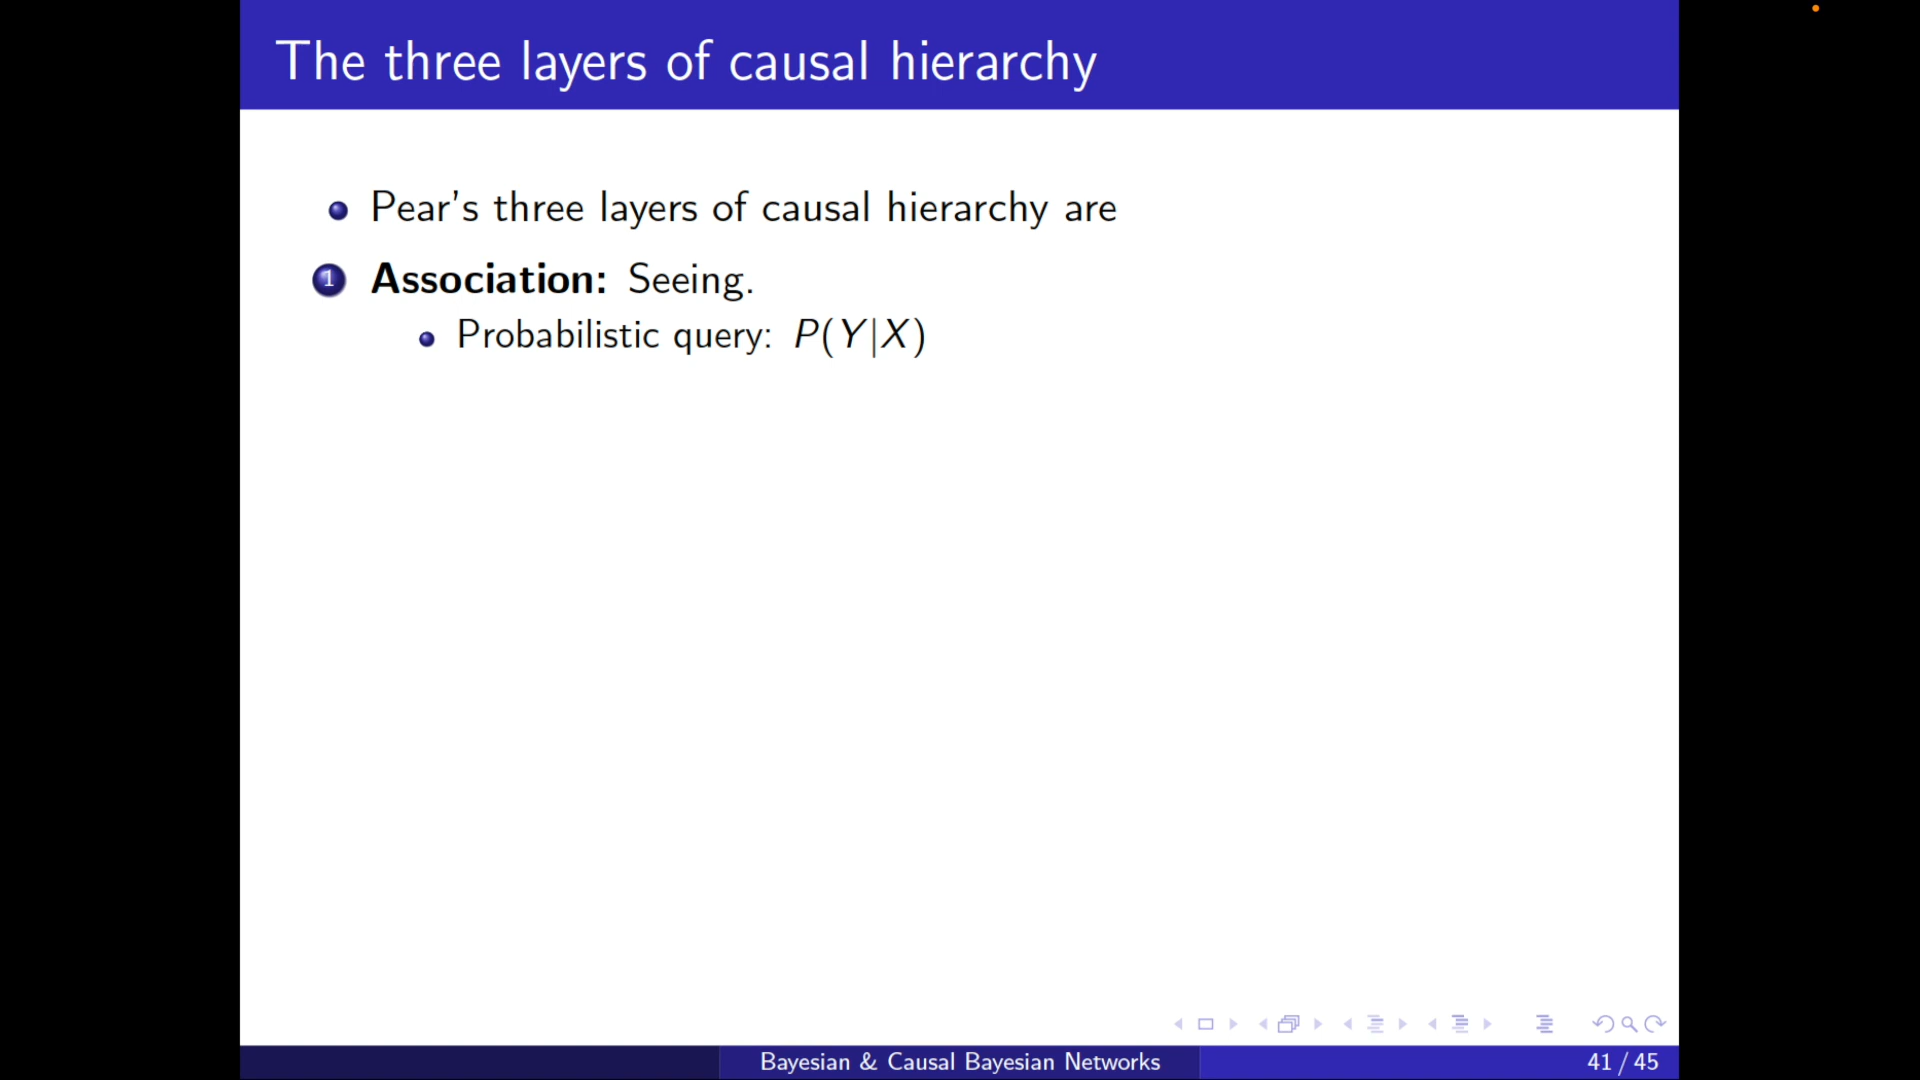 The three layers of causal hierarchy
Pear's three layers of causal hierarchy are
1 Association: Seeing.
Probabilistic query: P(Y|X)
Bayesian & Causal Bayesian Networks
41 / 45